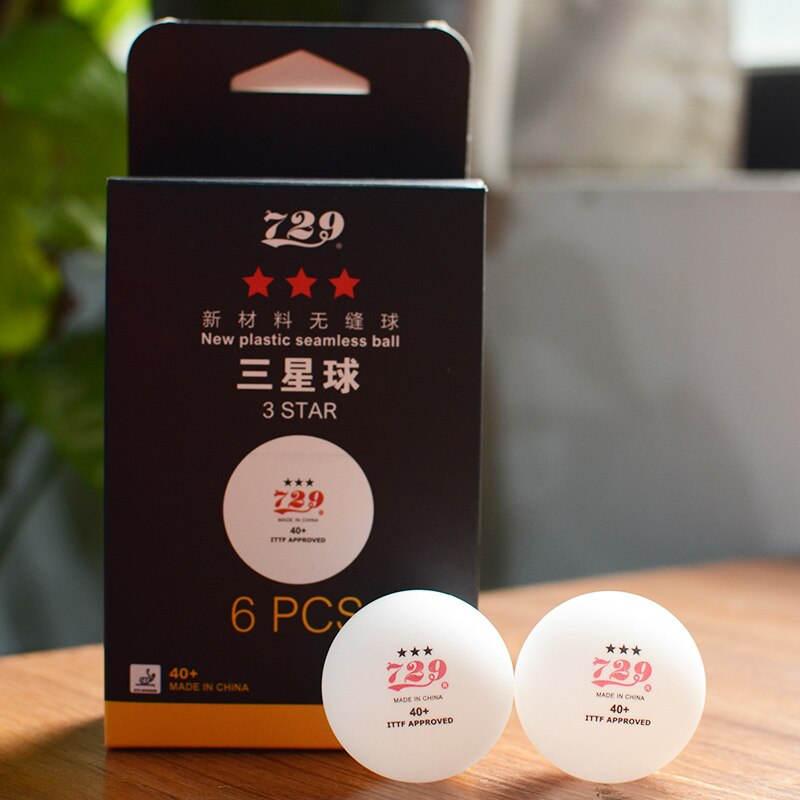 729
®
★★★
新材料无缝球
New plastic seamless ball
三星球
3 STAR
★★★
729
®
MADE IN CHINA
40+
ITTF APPROVED
6 PCS
40+
MADE IN CHINA
★★★
729
®
MADE IN CHINA
40+
ITTF APPROVED
★★★
729
®
MADE IN CHINA
40+
ITTF APPROVED